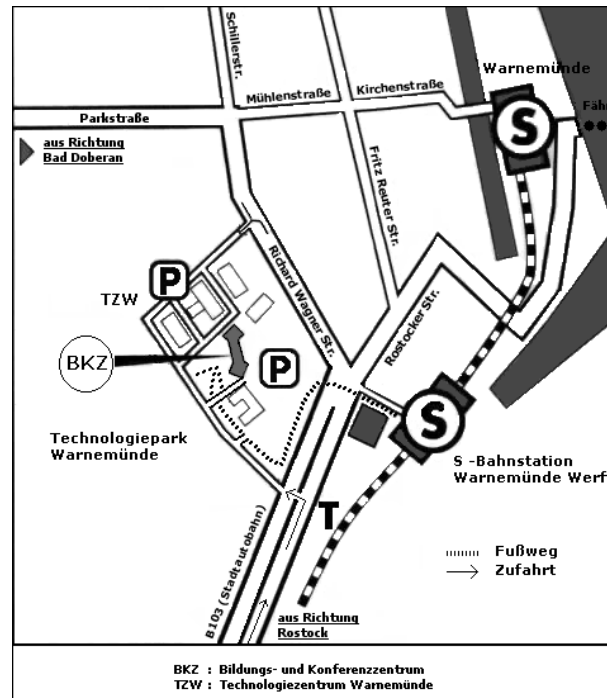 Schillerstr.
Mühlenstraße
Kirchenstraße
Warnemünde
Parkstraße
S
aus Richtung
Bad Doberan
Fritz Reuter Str.
Richard Wagner Str.
P
TZW
Rostocker Str.
BKZ
P
S
Technologiepark
Warnemünde
S -Bahnstation
Warnemünde Werf
T
B103 (Stadtautobahn)
Fußweg
Zufahrt
aus Richtung
Rostock
BKZ : Bildungs- und Konferenzzentrum
TZW : Technologiezentrum Warnemünde